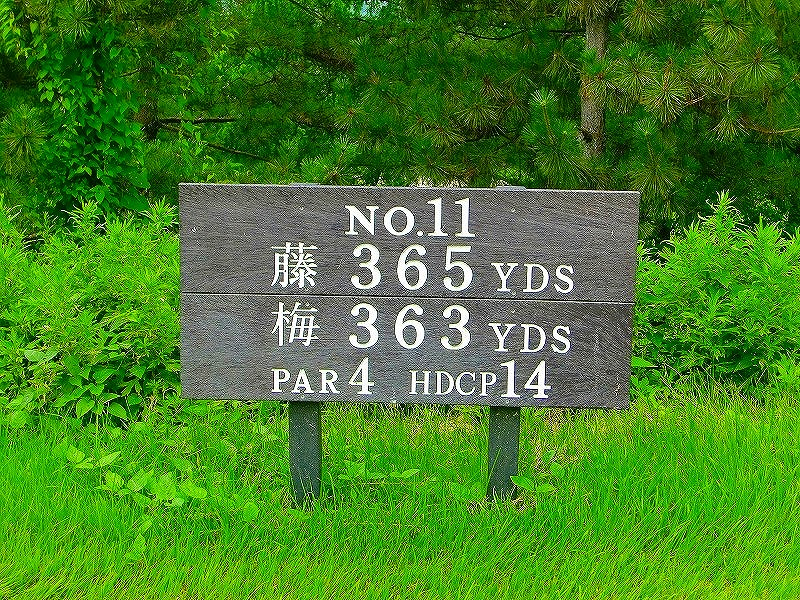 NO.11
藤 365 YDS
梅 363 YDS
PAR 4 HDCP 14